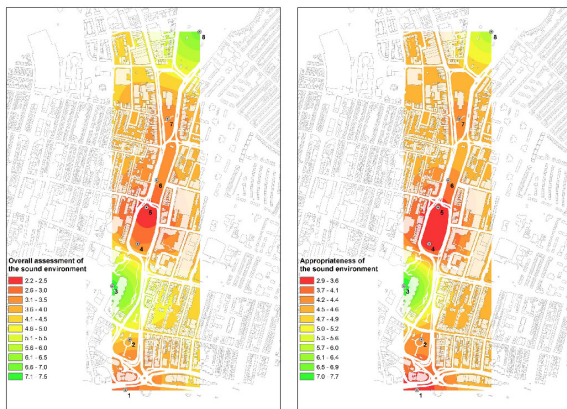 8
7
6
5
4
3
2
1
Overall assessment of
the sound environment
2.2 - 2.5
2.6 - 3.0
3.1 - 3.5
3.6 - 4.0
4.1 - 4.5
4.6 - 5.0
5.1 - 5.5
5.6 - 6.0
6.1 - 6.5
6.6 - 7.0
7.1 - 7.5
8
7
6
5
4
3
2
1
Appropriateness of
the sound environment
2.9 - 3.6
3.7 - 4.1
4.2 - 4.4
4.5 - 4.6
4.7 - 4.9
5.0 - 5.2
5.3 - 5.6
5.7 - 6.0
6.1 - 6.4
6.5 - 6.9
7.0 - 7.7